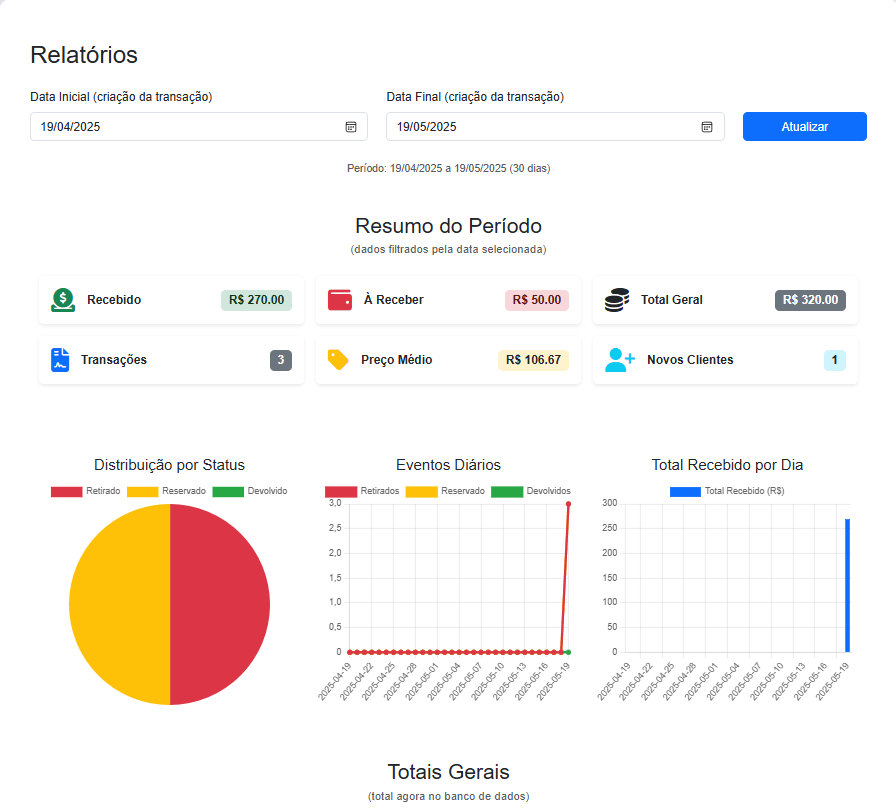 Relatórios
Data Inicial (criação da transação)
Data Final (criação da transação)
19/04/2025
19/05/2025
Atualizar
Período: 19/04/2025 a 19/05/2025 (30 dias)
Resumo do Período
(dados filtrados pela data selecionada)
Recebido
R$ 270.00
À Receber
R$ 50.00
Total Geral
R$ 320.00
Transações
3
Preço Médio
R$ 106.67
Novos Clientes
1
Distribuição por Status
Retirado
Reservado
Devolvido
Eventos Diários
Retirados
Reservado
Devolvidos
3,0
2,5
2,0
1,5
1,0
0,5
0
2025-04-19
2025-04-22
2025-04-25
2025-04-28
2025-05-01
2025-05-04
2025-05-07
2025-05-10
2025-05-13
2025-05-16
2025-05-19
Total Recebido por Dia
Total Recebido (R$)
300
250
200
150
100
50
0
2025-04-19
2025-04-22
2025-04-25
2025-04-28
2025-05-01
2025-05-04
2025-05-07
2025-05-10
2025-05-13
2025-05-16
2025-05-19
Totais Gerais
(total agora no banco de dados)